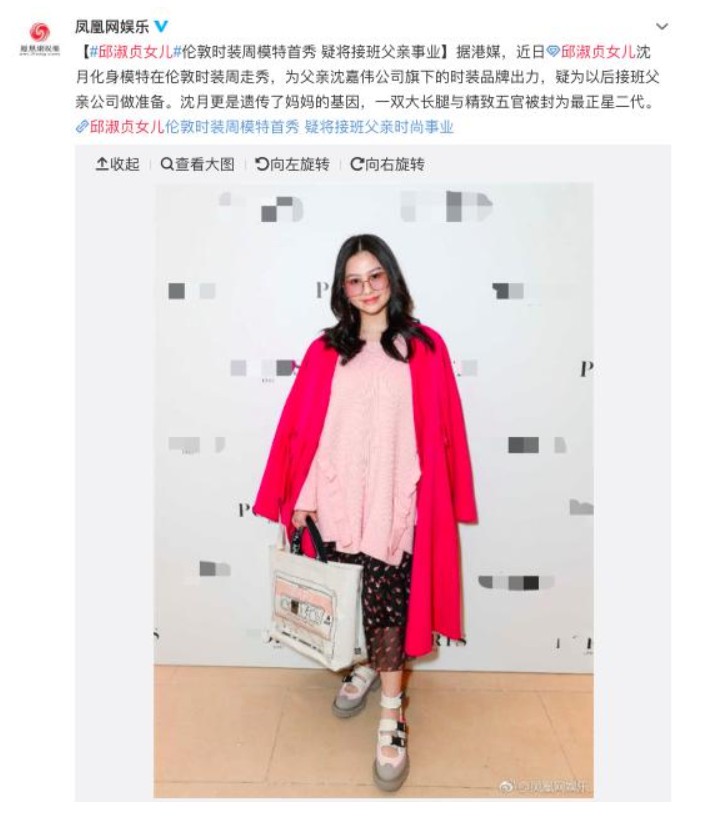 凤凰网娱乐
凤凰网娱乐
【#邱淑贞女儿#伦敦时装周模特首秀 疑将接班父亲事业】据港媒，近日邱淑贞女儿沈
月化身模特在伦敦时装周走秀，为父亲沈嘉伟公司旗下的时装品牌出力，疑为以后接班父
亲公司做准备。沈月更是遗传了妈妈的基因，一双大长腿与精致五官被封为最正星二代。
邱淑贞女儿伦敦时装周模特首秀 疑将接班父亲时尚事业
收起 查看大图 向左旋转 向右旋转
P
P
1961
P
RTS
@凤凰网娱乐